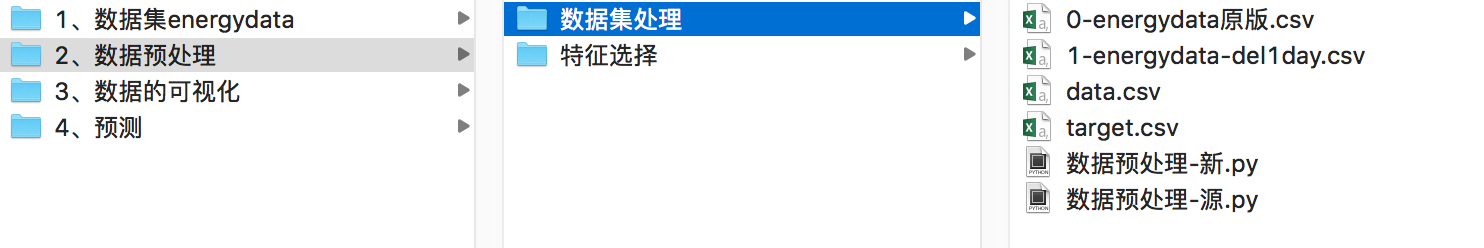 1、数据集energydata
2、数据预处理
3、数据的可视化
4、预测
数据集处理
特征选择
0-energydata原版.csv
1-energydata-del1day.csv
data.csv
target.csv
数据预处理-新.py
数据预处理-源.py